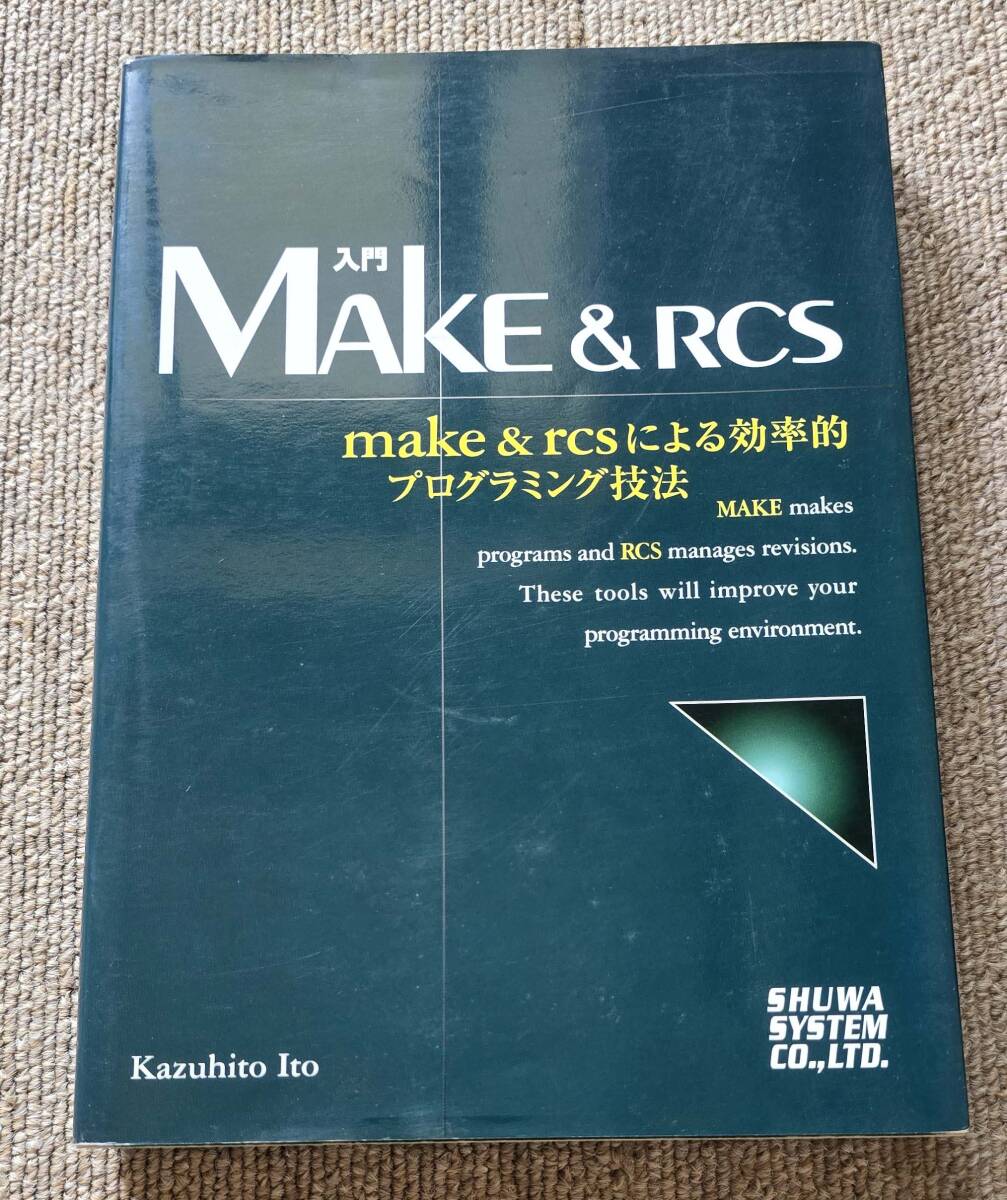 入門
MAKE & RCS
make & rcsによる効率的
プログラミング技法
MAKE makes
programs and RCS manages revisions.
These tools will improve your
programming environment.
SHUWA
SYSTEM
CO.,LTD.
Kazuhito Ito